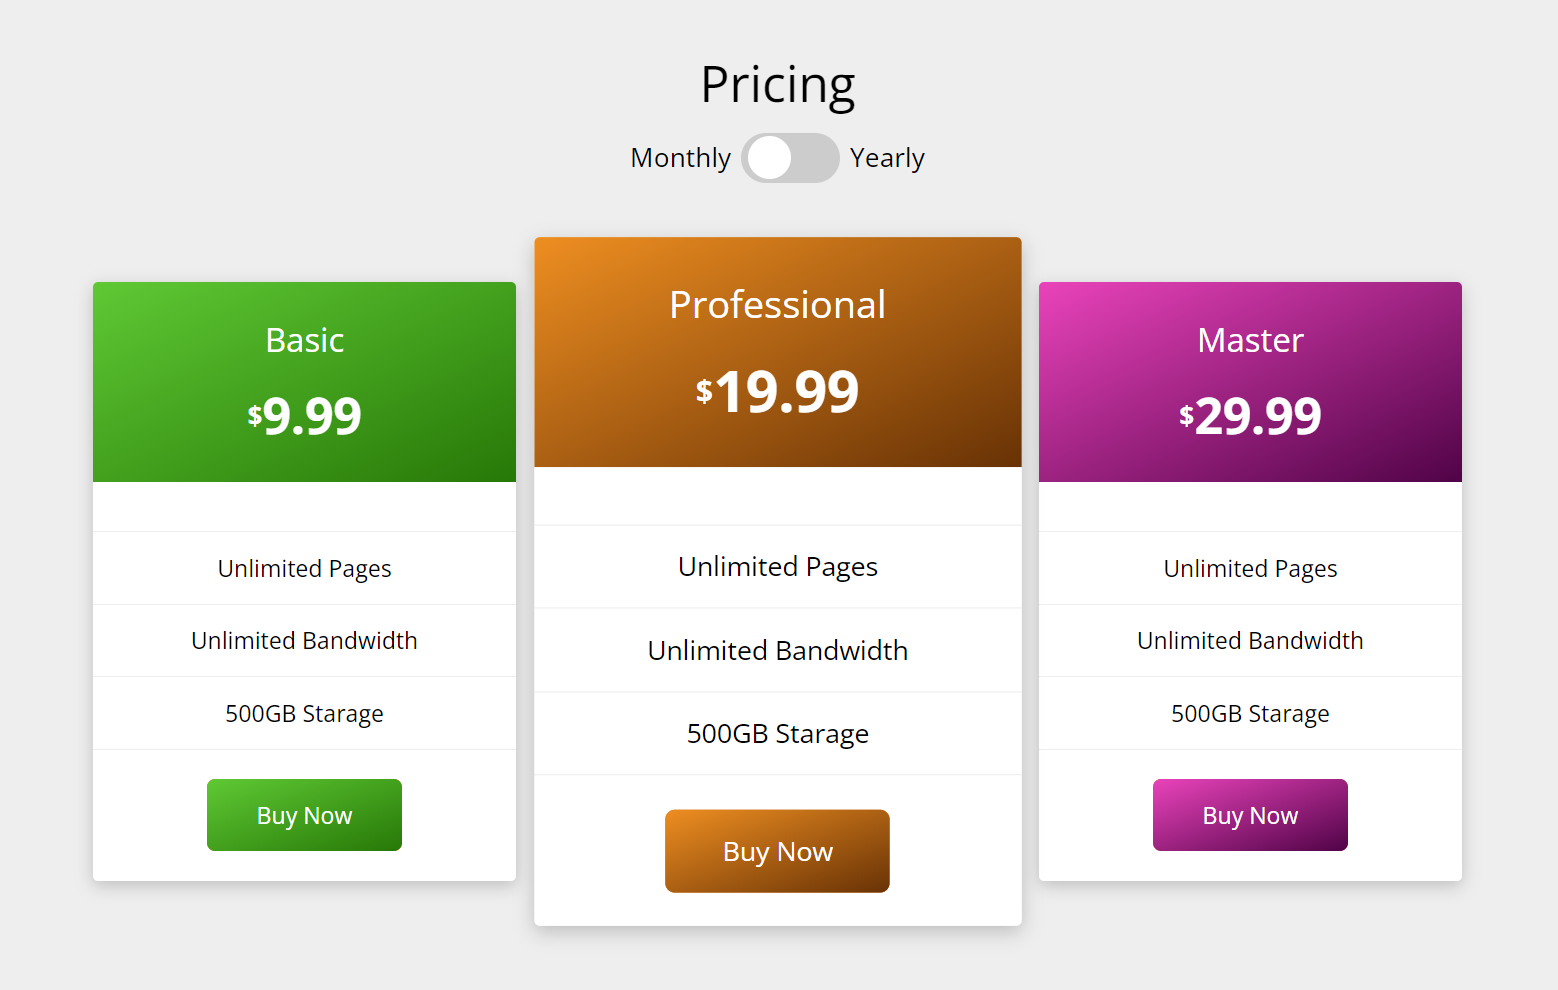 Pricing
Monthly Yearly
Basic
$9.99
Unlimited Pages
Unlimited Bandwidth
500GB Starage
Buy Now
Professional
$19.99
Unlimited Pages
Unlimited Bandwidth
500GB Starage
Buy Now
Master
$29.99
Unlimited Pages
Unlimited Bandwidth
500GB Starage
Buy Now